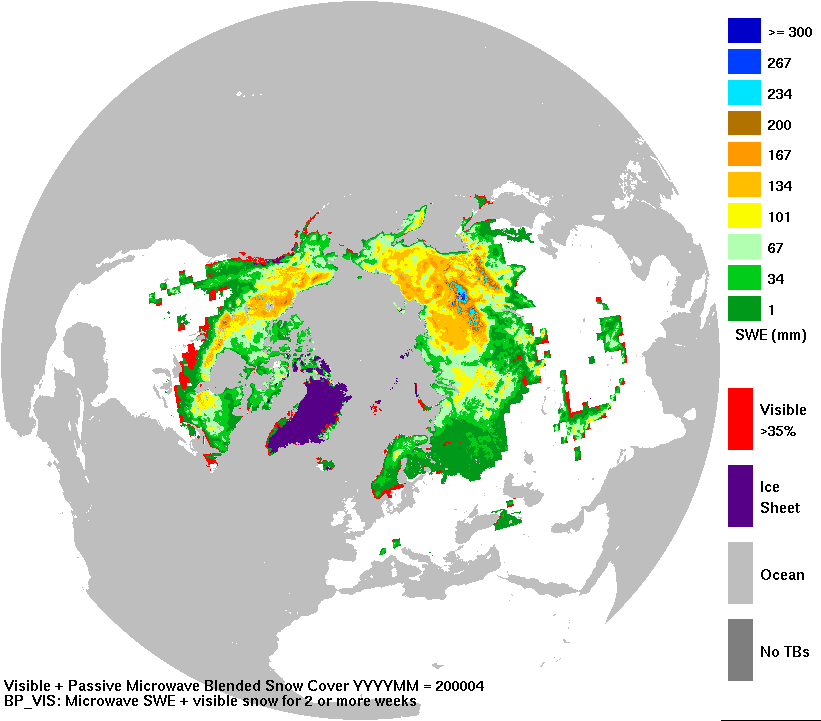 >= 300
267
234
200
167
134
101
67
34
1
SWE (mm)
Visible
>35%
Ice
Sheet
Ocean
No TBs
Visible + Passive Microwave Blended Snow Cover YYYYMM = 200004
BP_VIS: Microwave SWE + visible snow for 2 or more weeks